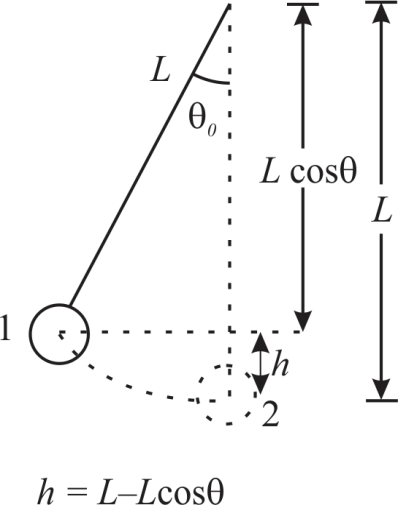 L
θ₀
L cosθ
L
1
h
2
h = L–Lcosθ